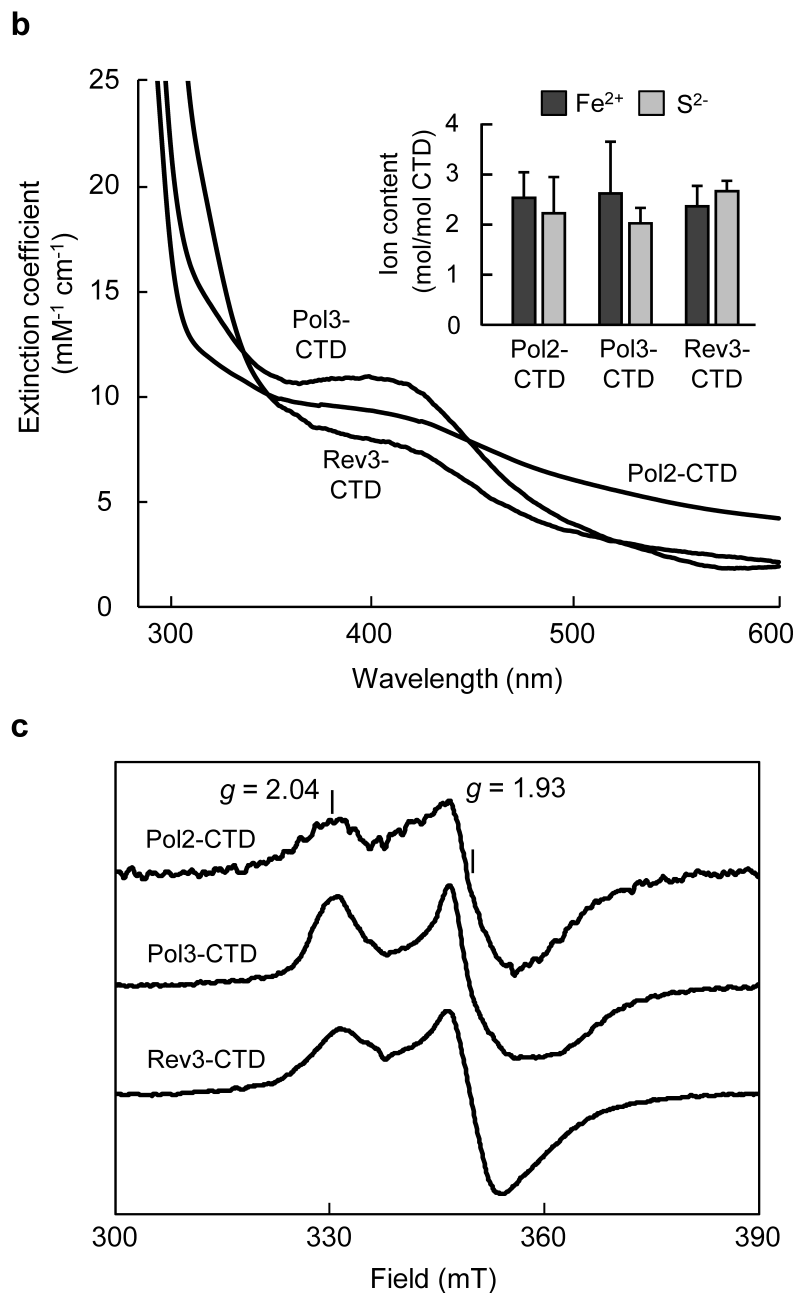 b
25
20
15
10
5
0
Extinction coefficient
(mM-1 cm-1)
300
400
500
600
Wavelength (nm)
Pol3-
CTD
Rev3-
CTD
Pol2-CTD
Fe2+
S2-
4
3
2
1
0
Ion content
(mol/mol CTD)
Pol2-
CTD
Pol3-
CTD
Rev3-
CTD
c
g = 2.04
g = 1.93
Pol2-CTD
Pol3-CTD
Rev3-CTD
300
330
360
390
Field (mT)